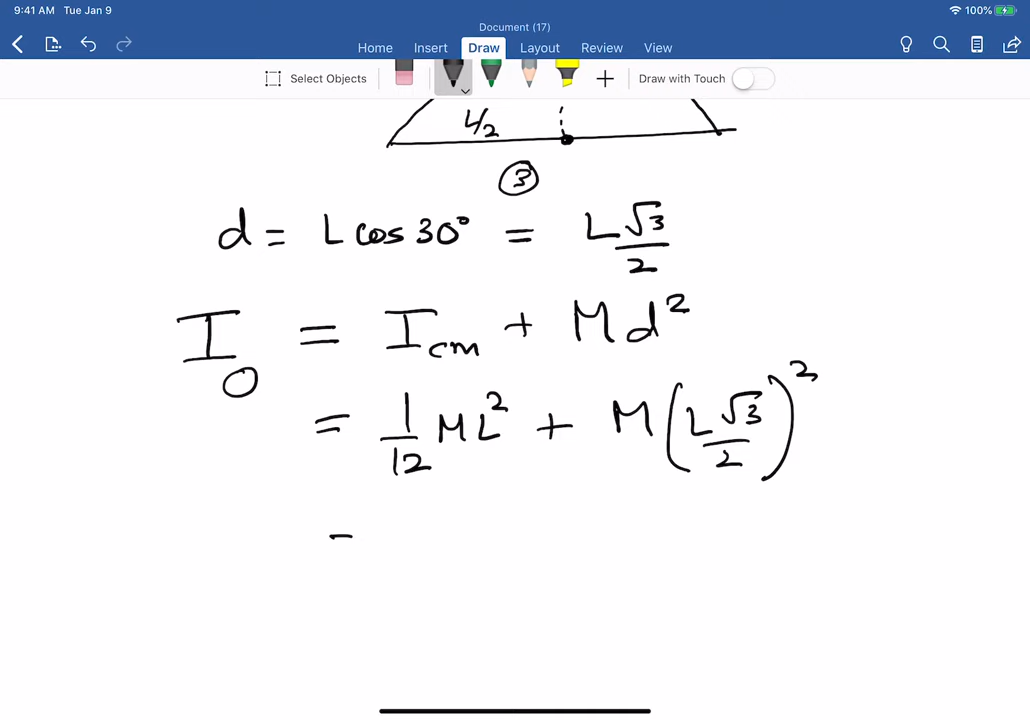 9:41 AM Tue Jan 9 100%
Document (17)
Home Insert Draw Layout Review View
Select Objects Draw with Touch
L/2
③
d = L cos 30° = L√3/2
I₀ = I_cm + Md²
= 1/12 ML² + M(L√3/2)²
−